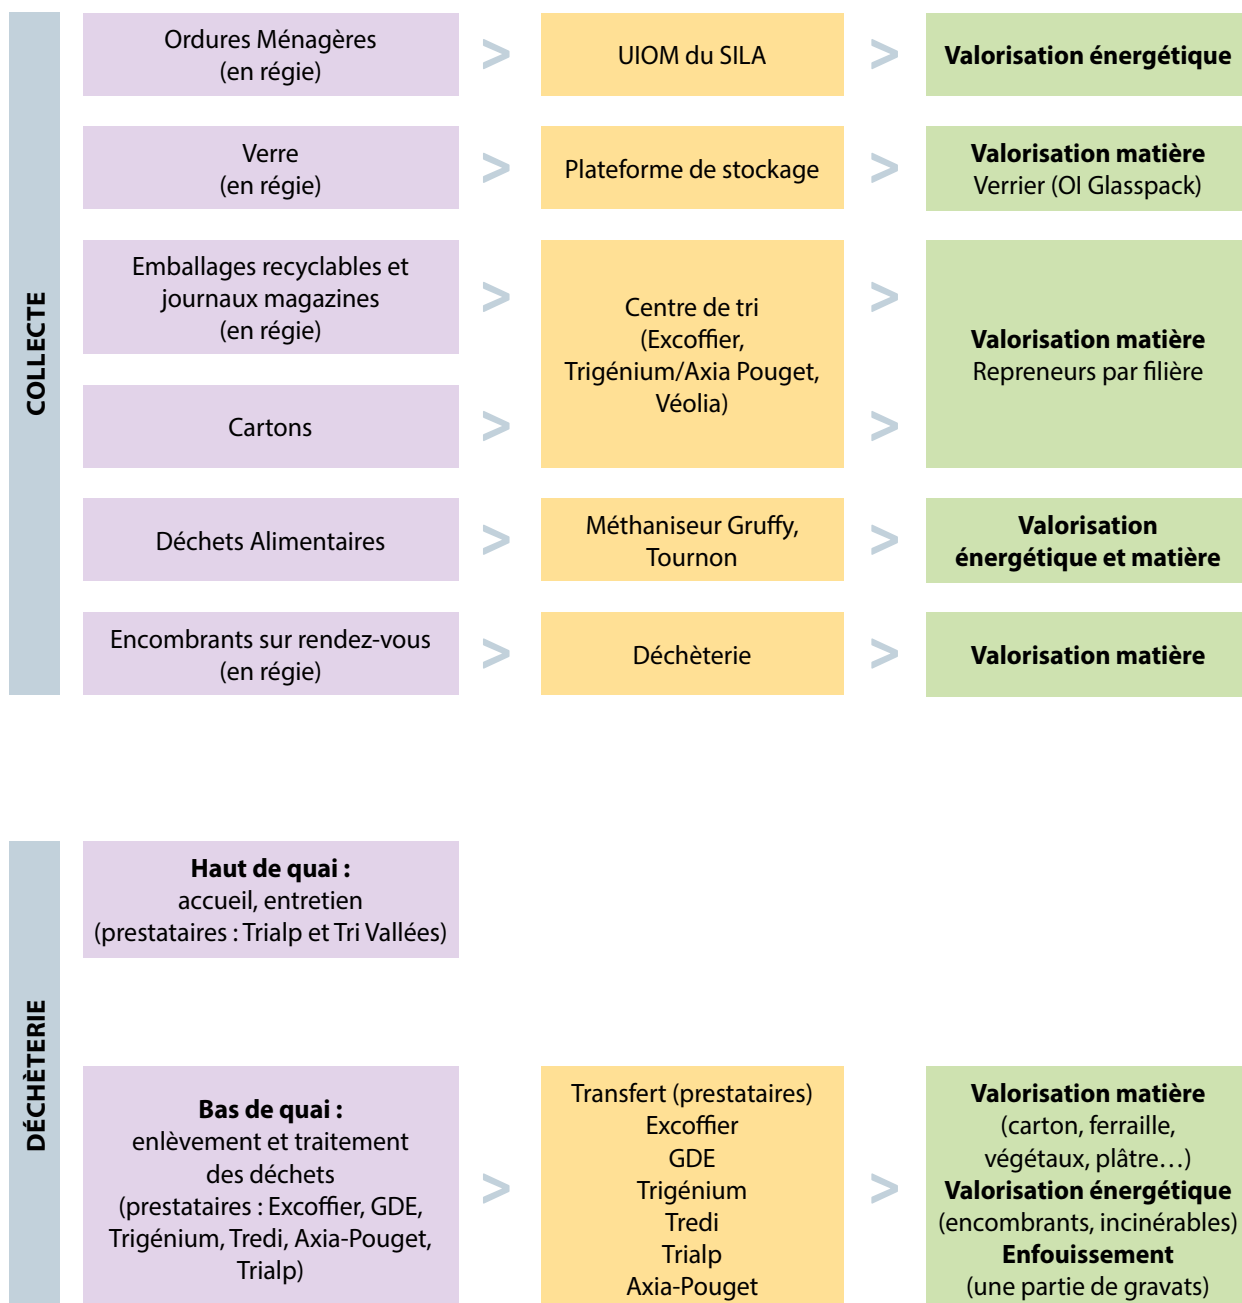 COLLECTE
Ordures Ménagères
(en régie)
>
UIOM du SILA
>
Valorisation énergétique
Verre
(en régie)
>
Plateforme de stockage
>
Valorisation matière
Verrier (OI Glasspack)
Emballages recyclables et
journaux magazines
(en régie)
>
Centre de tri
(Excoffier,
Trigénium/Axia Pouget,
Véolia)
>
Valorisation matière
Repreneurs par filière
Cartons
>
>
Déchets Alimentaires
>
Méthaniseur Gruffy,
Tournon
>
Valorisation
énergétique et matière
Encombrants sur rendez-vous
(en régie)
>
Déchèterie
>
Valorisation matière
DÉCHÈTERIE
Haut de quai :
accueil, entretien
(prestataires : Trialp et Tri Vallées)
Bas de quai :
enlèvement et traitement
des déchets
(prestataires : Excoffier, GDE,
Trigénium, Tredi, Axia-Pouget,
Trialp)
>
Transfert (prestataires)
Excoffier
GDE
Trigénium
Tredi
Trialp
Axia-Pouget
>
Valorisation matière
(carton, ferraille,
végétaux, plâtre…)
Valorisation énergétique
(encombrants, incinérables)
Enfouissement
(une partie de gravats)